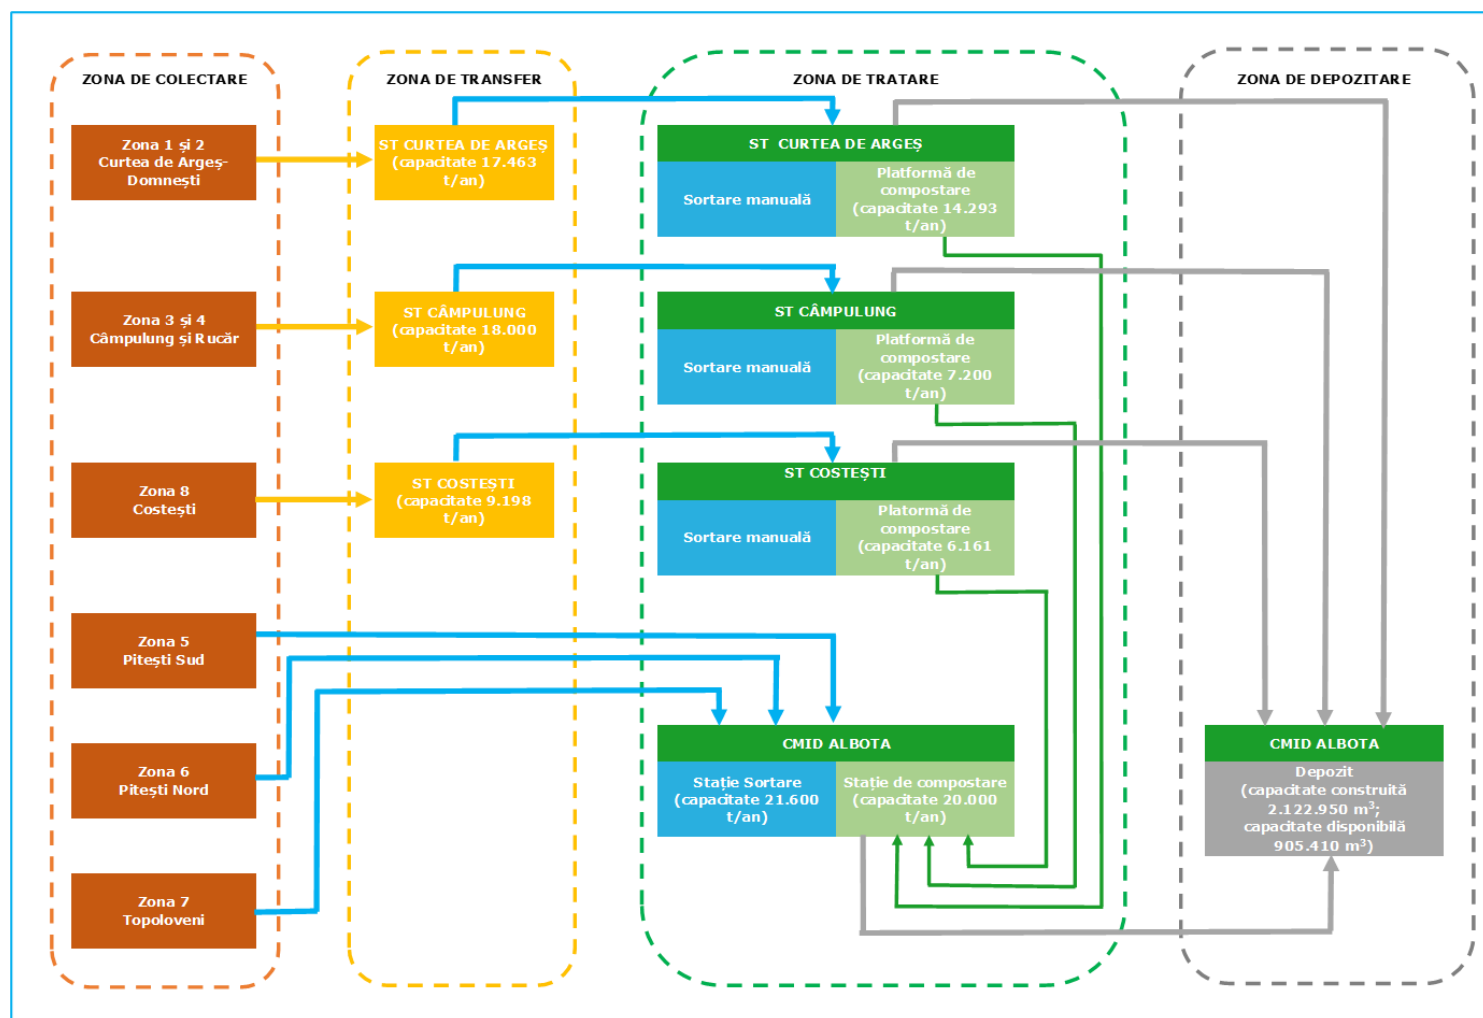 ZONA DE COLECTARE
Zona 1 și 2
Curtea de Argeș-
Domnești
Zona 3 și 4
Câmpulung și Rucăr
Zona 8
Costești
Zona 5
Pitești Sud
Zona 6
Pitești Nord
Zona 7
Topoloveni
ZONA DE TRANSFER
ST CURTEA DE ARGEȘ
(capacitate 17.463
t/an)
ST CÂMPULUNG
(capacitate 18.000
t/an)
ST COSTEȘTI
(capacitate 9.198
t/an)
ZONA DE TRATARE
ST CURTEA DE ARGEȘ
Sortare manuală
Platformă de
compostare
(capacitate 14.293
t/an)
ST CÂMPULUNG
Sortare manuală
Platformă de
compostare
(capacitate 7.200
t/an)
ST COSTEȘTI
Sortare manuală
Platormă de
compostare
(capacitate 6.161
t/an)
CMID ALBOTA
Stație Sortare
(capacitate 21.600
t/an)
Stație de compostare
(capacitate 20.000
t/an)
ZONA DE DEPOZITARE
CMID ALBOTA
Depozit
(capacitate construită
2.122.950 m³;
capacitate disponibilă
905.410 m³)